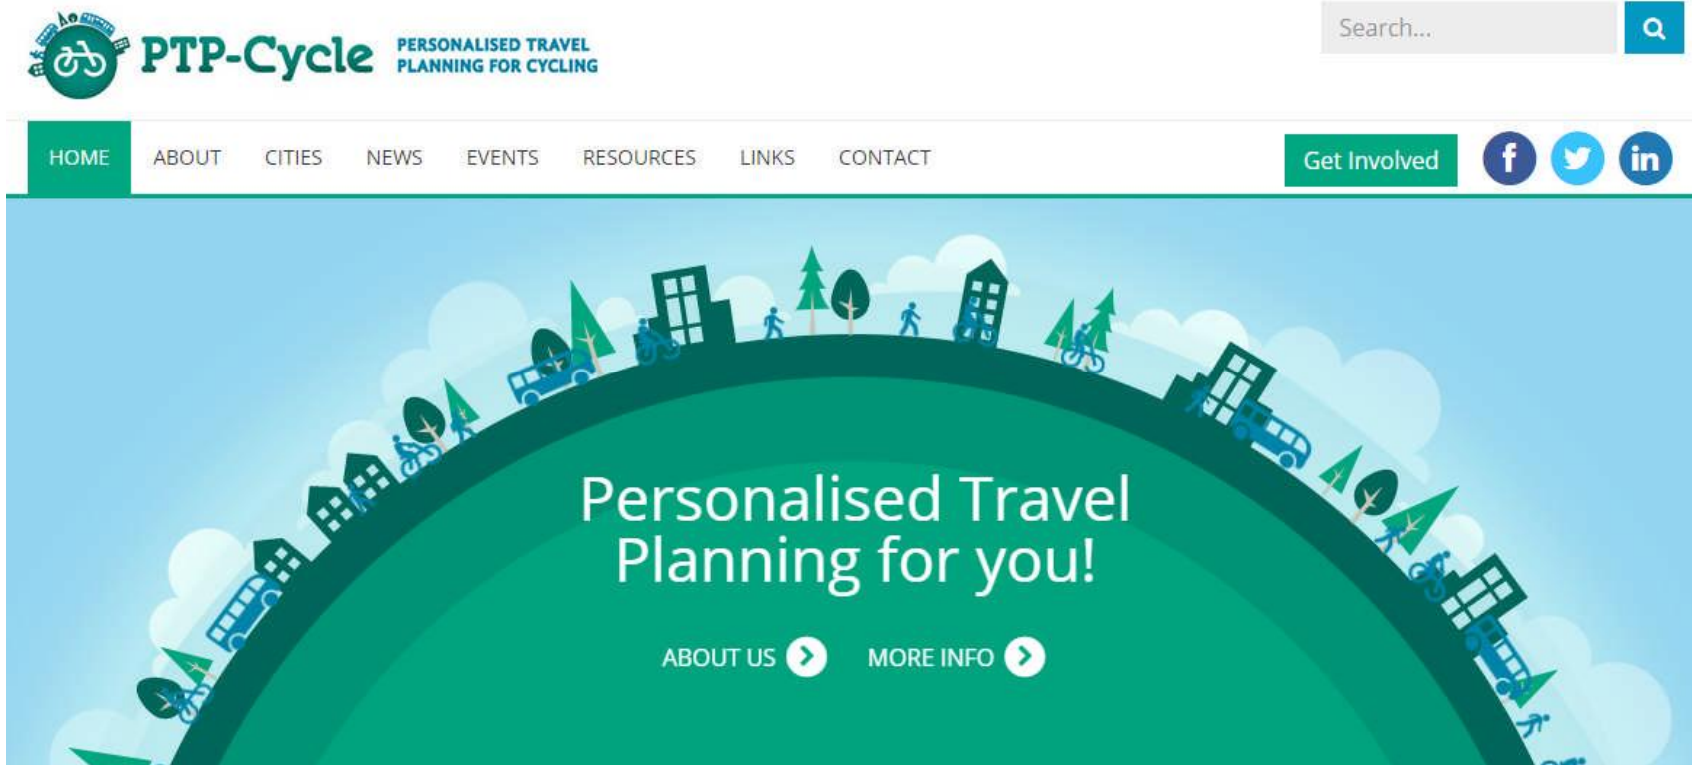 PTP-Cycle
PERSONALISED TRAVEL
PLANNING FOR CYCLING
Search...
HOME ABOUT CITIES NEWS EVENTS RESOURCES LINKS CONTACT
Get Involved
f
in
Personalised Travel
Planning for you!
ABOUT US MORE INFO